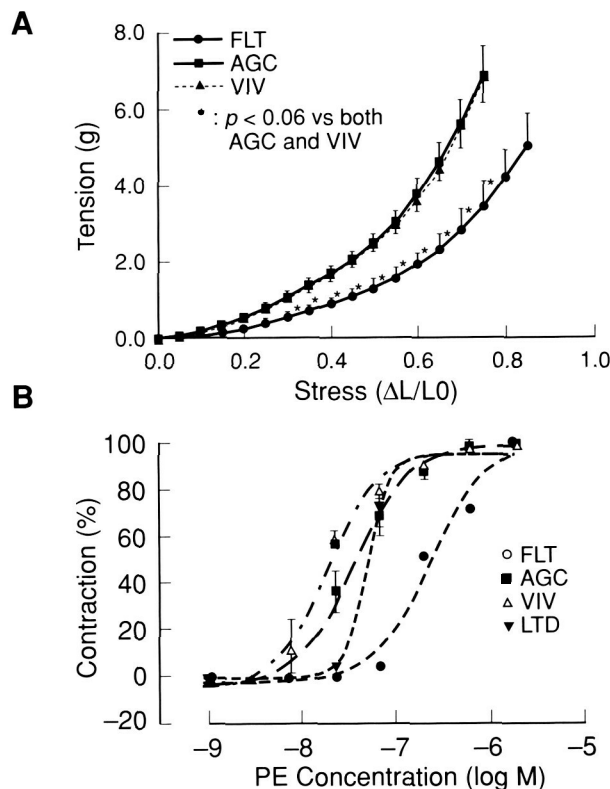 A
8.0
6.0
4.0
2.0
0.0
Tension (g)
FLT
AGC
VIV
* : p < 0.06 vs both
AGC and VIV
0.0 0.2 0.4 0.6 0.8 1.0
Stress (ΔL/L0)
B
100
80
60
40
20
0
−20
Contraction (%)
FLT
AGC
VIV
LTD
−9 −8 −7 −6 −5
PE Concentration (log M)